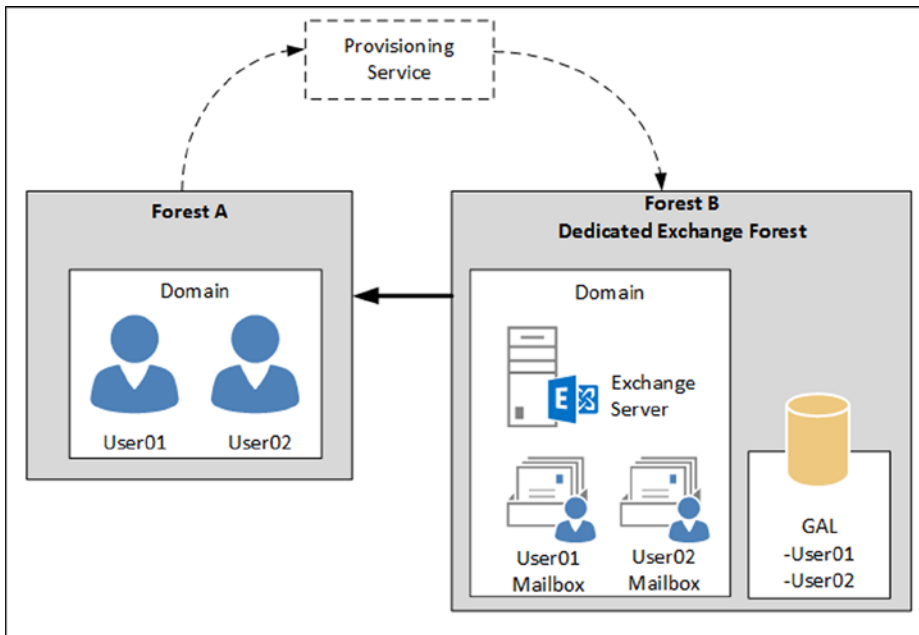 Provisioning
Service
Forest A
Domain
User01
User02
Forest B
Dedicated Exchange Forest
Domain
E
Exchange
Server
User01
Mailbox
User02
Mailbox
GAL
-User01
-User02